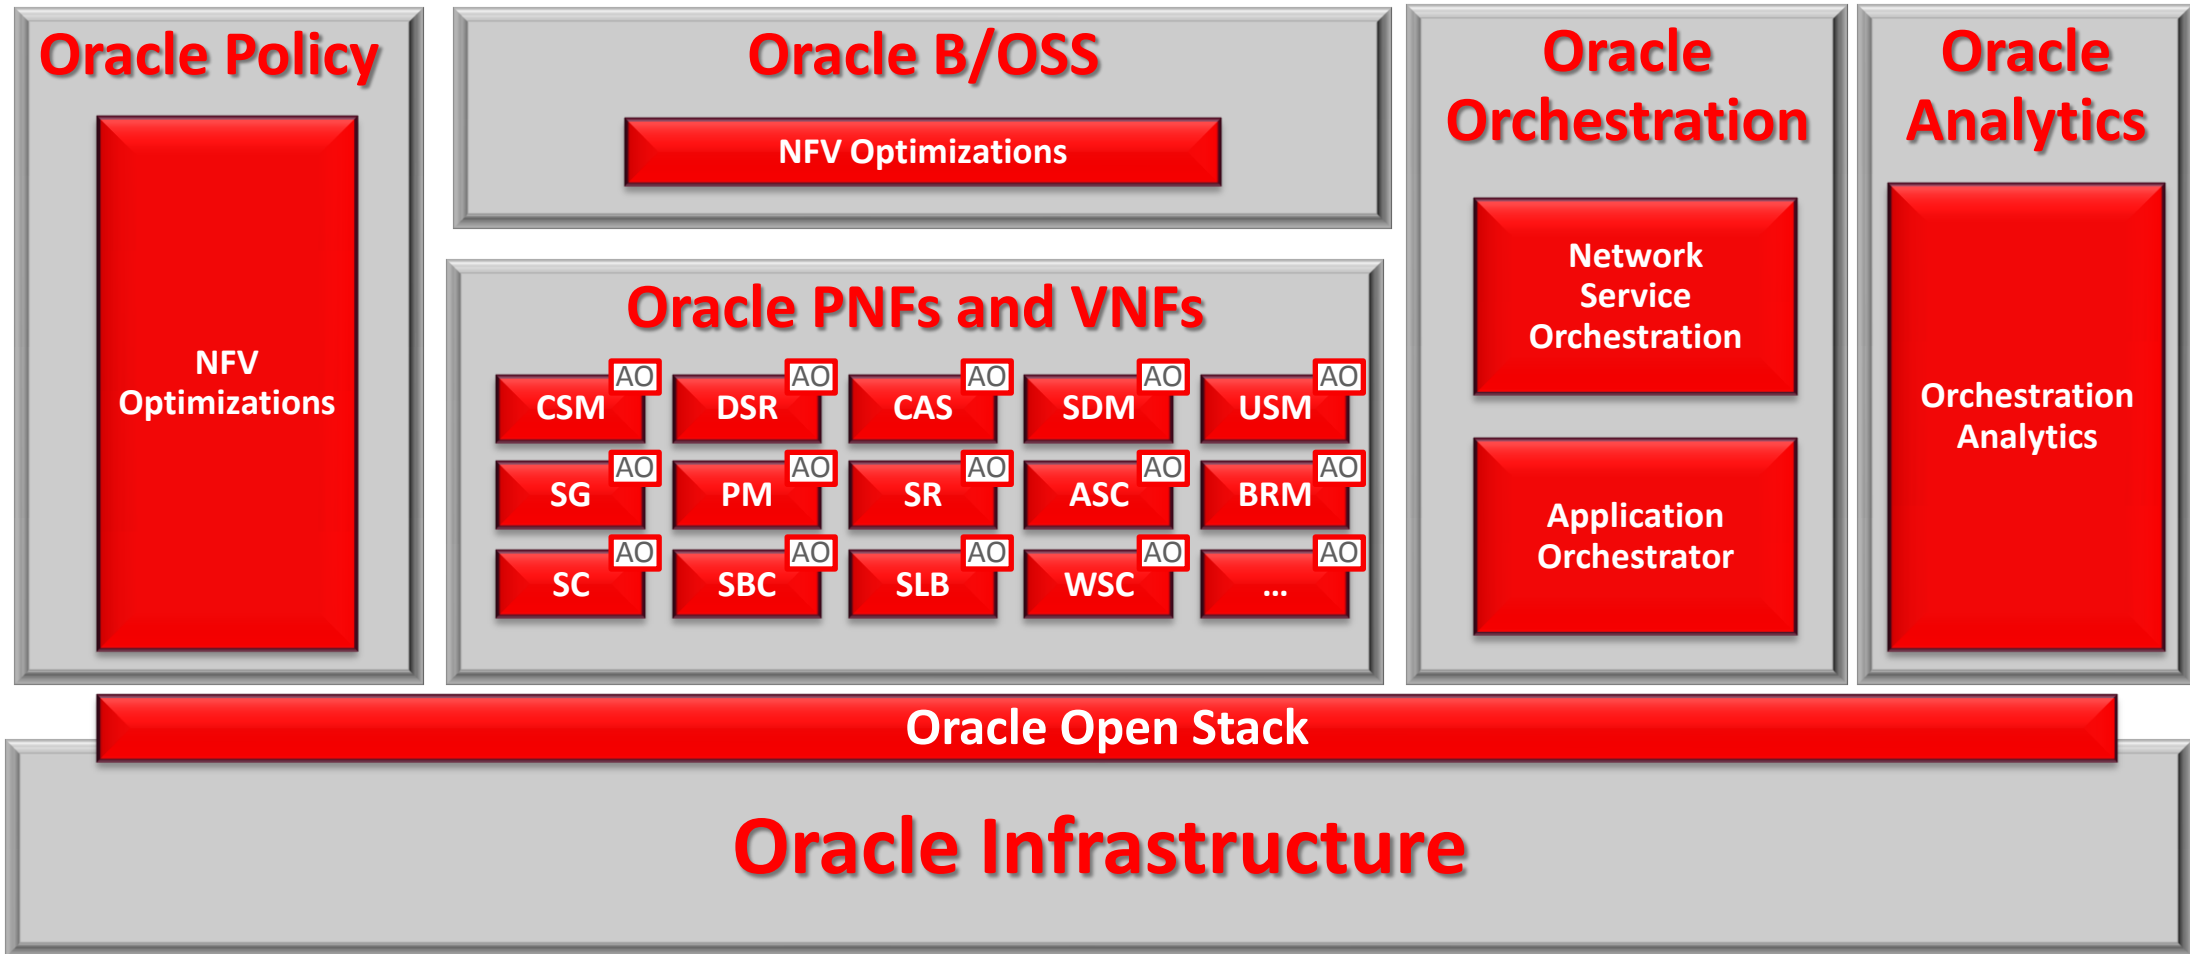 Oracle Policy
NFV
Optimizations
Oracle B/OSS
NFV Optimizations
Oracle PNFs and VNFs
CSM AO DSR AO CAS AO SDM AO USM AO
SG AO PM AO SR AO ASC AO BRM AO
SC AO SBC AO SLB AO WSC AO ... AO
Oracle
Orchestration
Network
Service
Orchestration
Application
Orchestrator
Oracle
Analytics
Orchestration
Analytics
Oracle Open Stack
Oracle Infrastructure